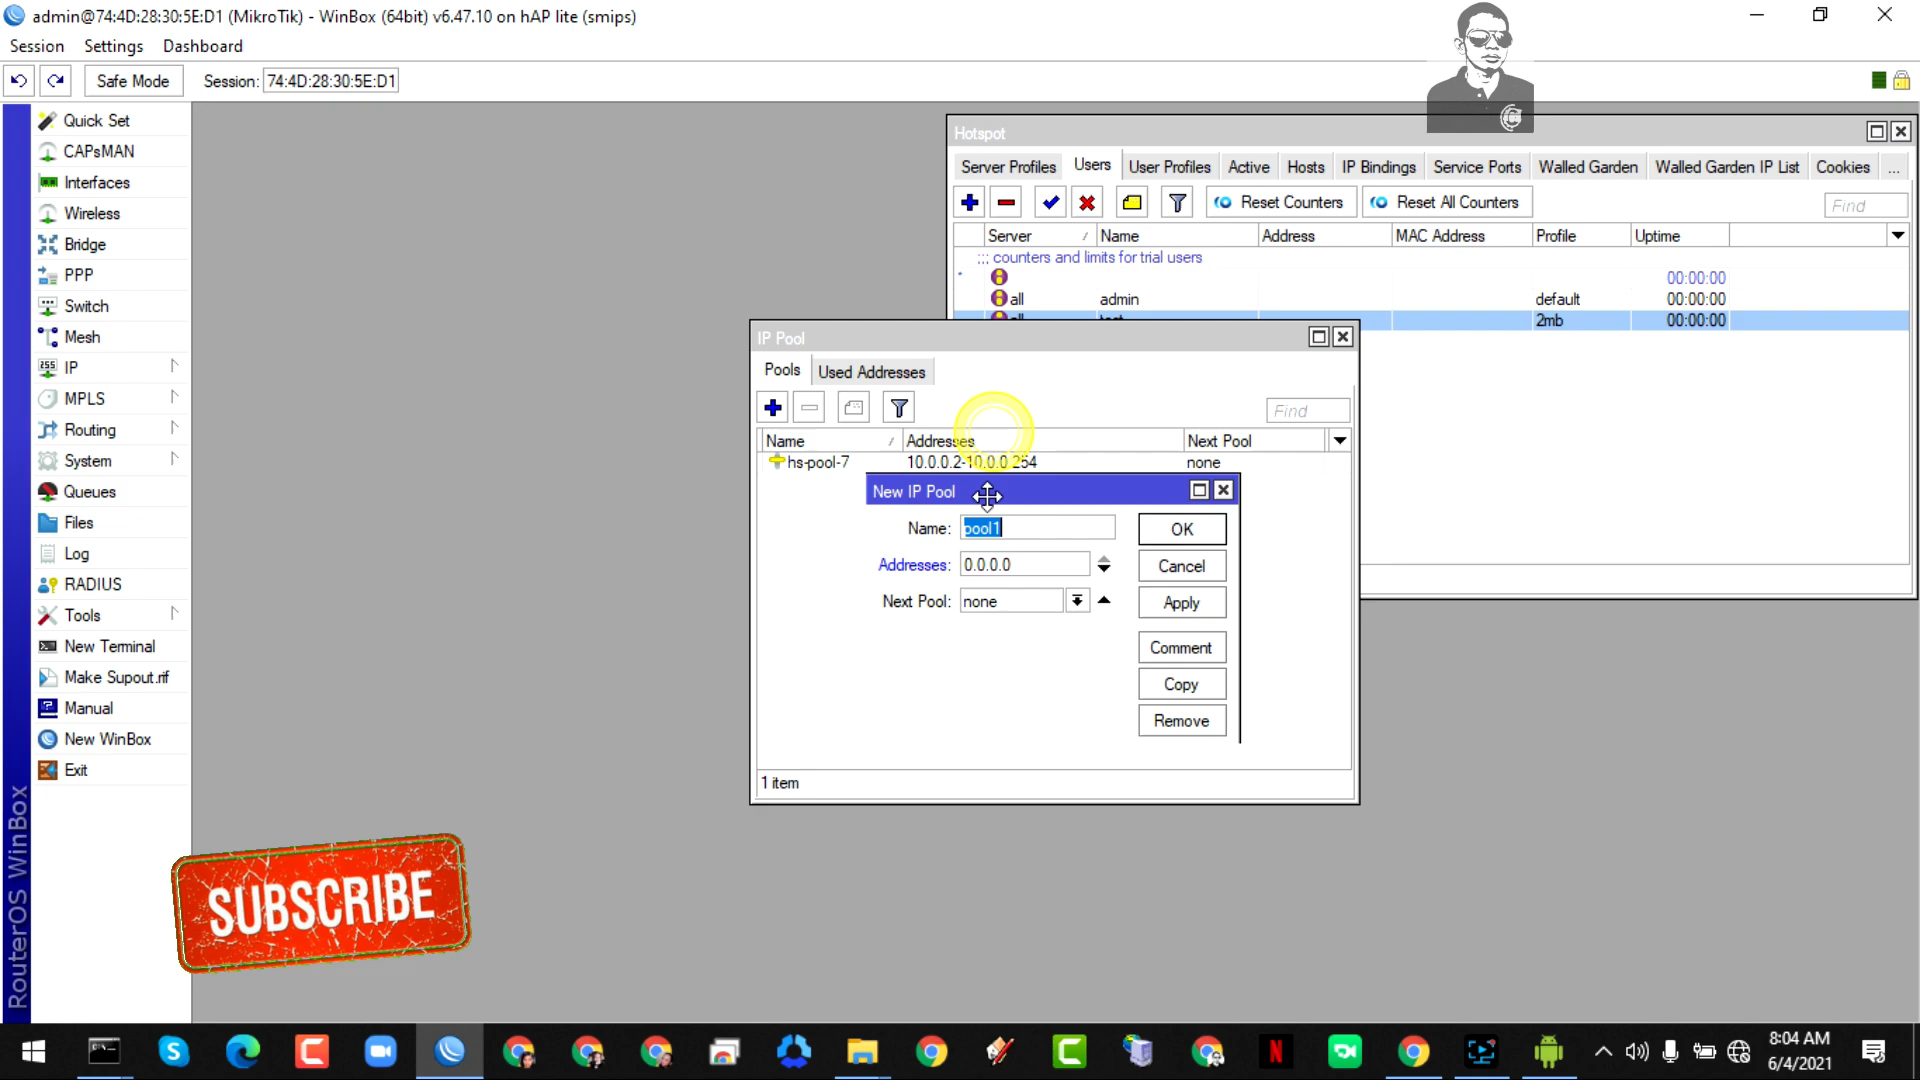 admin@74:4D:28:30:5E:D1 (MikroTik) - WinBox (64bit) v6.47.10 on hAP lite (smips)
Session Settings Dashboard
Safe Mode Session: 74:4D:28:30:5E:D1
Quick Set
CAPsMAN
Interfaces
Wireless
Bridge
PPP
Switch
Mesh
IP
MPLS
Routing
System
Queues
Files
Log
RADIUS
Tools
New Terminal
Make Supout.rif
Manual
New WinBox
Exit
RouterOS WinBox
Hotspot
Server Profiles Users User Profiles Active Hosts IP Bindings Service Ports Walled Garden Walled Garden IP List Cookies ...
Reset Counters Reset All Counters Find
Server Name Address MAC Address Profile Uptime
;;; counters and limits for trial users
00:00:00
all admin default 00:00:00
2mb 00:00:00
IP Pool
Pools Used Addresses
Find
Name Addresses Next Pool
hs-pool-7 10.0.0.2-10.0.0.254 none
New IP Pool
Name: pool1 OK
Addresses: 0.0.0.0 Cancel
Next Pool: none Apply
Comment
Copy
Remove
1 item
SUBSCRIBE
8:04 AM
6/4/2021